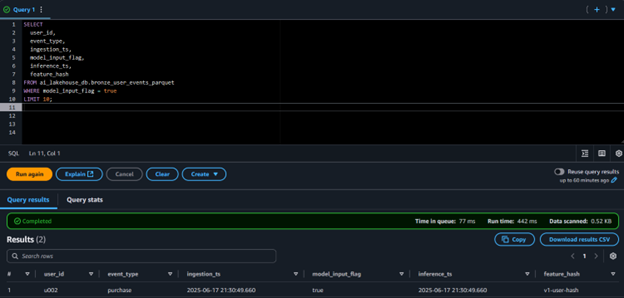 Query 1
1 SELECT
2 user_id,
3 event_type,
4 ingestion_ts,
5 model_input_flag,
6 inference_ts,
7 feature_hash
8 FROM ai_lakehouse_db.bronze_user_events_parquet
9 WHERE model_input_flag = true
10 LIMIT 10;
11
12
13
14
SQL Ln 11, Col 1
Run again Explain Cancel Clear Create
Reuse query results
up to 60 minutes ago
Query results Query stats
Completed Time in queue: 77 ms Run time: 442 ms Data scanned: 0.52 KB
Results (2) Copy Download results CSV
Search rows 1
# user_id event_type ingestion_ts model_input_flag inference_ts feature_hash
1 u002 purchase 2025-06-17 21:50:49.660 true 2025-06-17 21:50:49.660 v1-user-hash